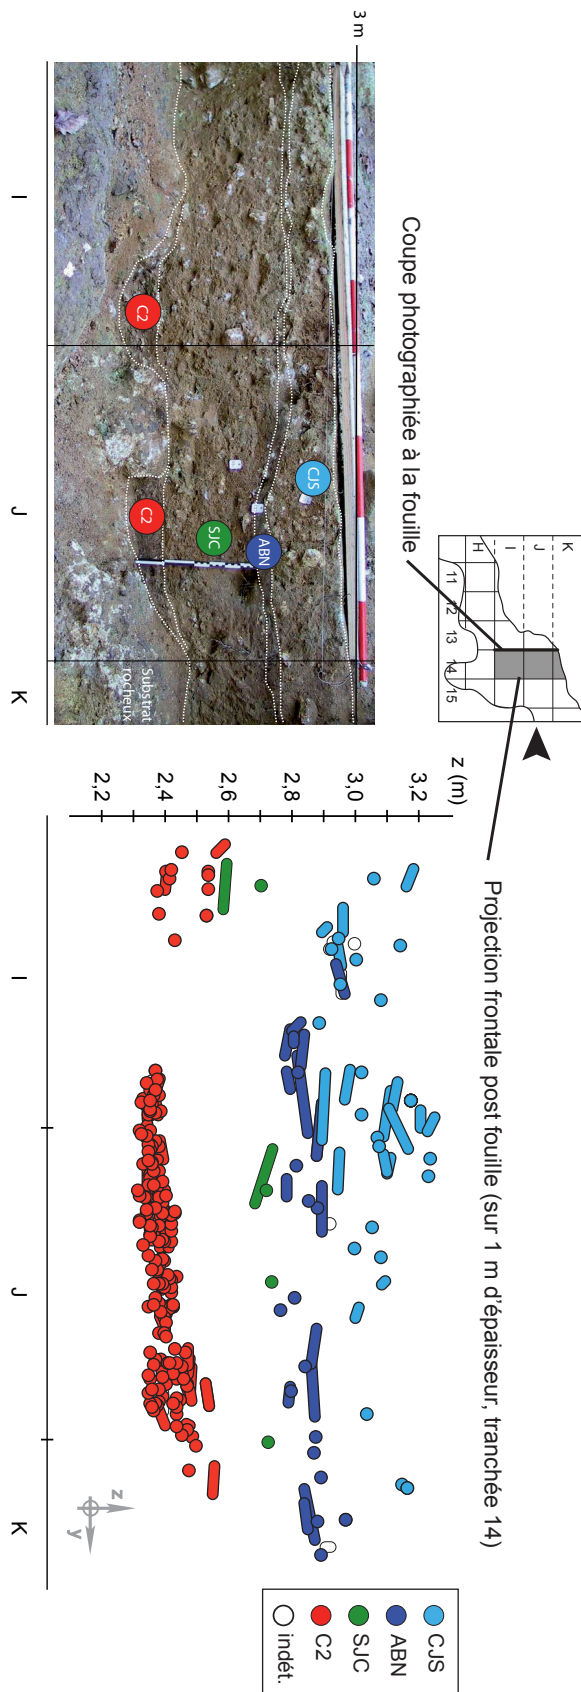 3 m
Coupe photographiée à la fouille
K
J
I
H
11
12
13
14
15
C2
C2
SJC
ABN
CJS
Substrat
rocheux
I
J
K
Projection frontale post fouille (sur 1 m d'épaisseur, tranchée 14)
z (m)
3,2
3,0
2,8
2,6
2,4
2,2
I
J
K
z
y
CJS
ABN
SJC
C2
indét.